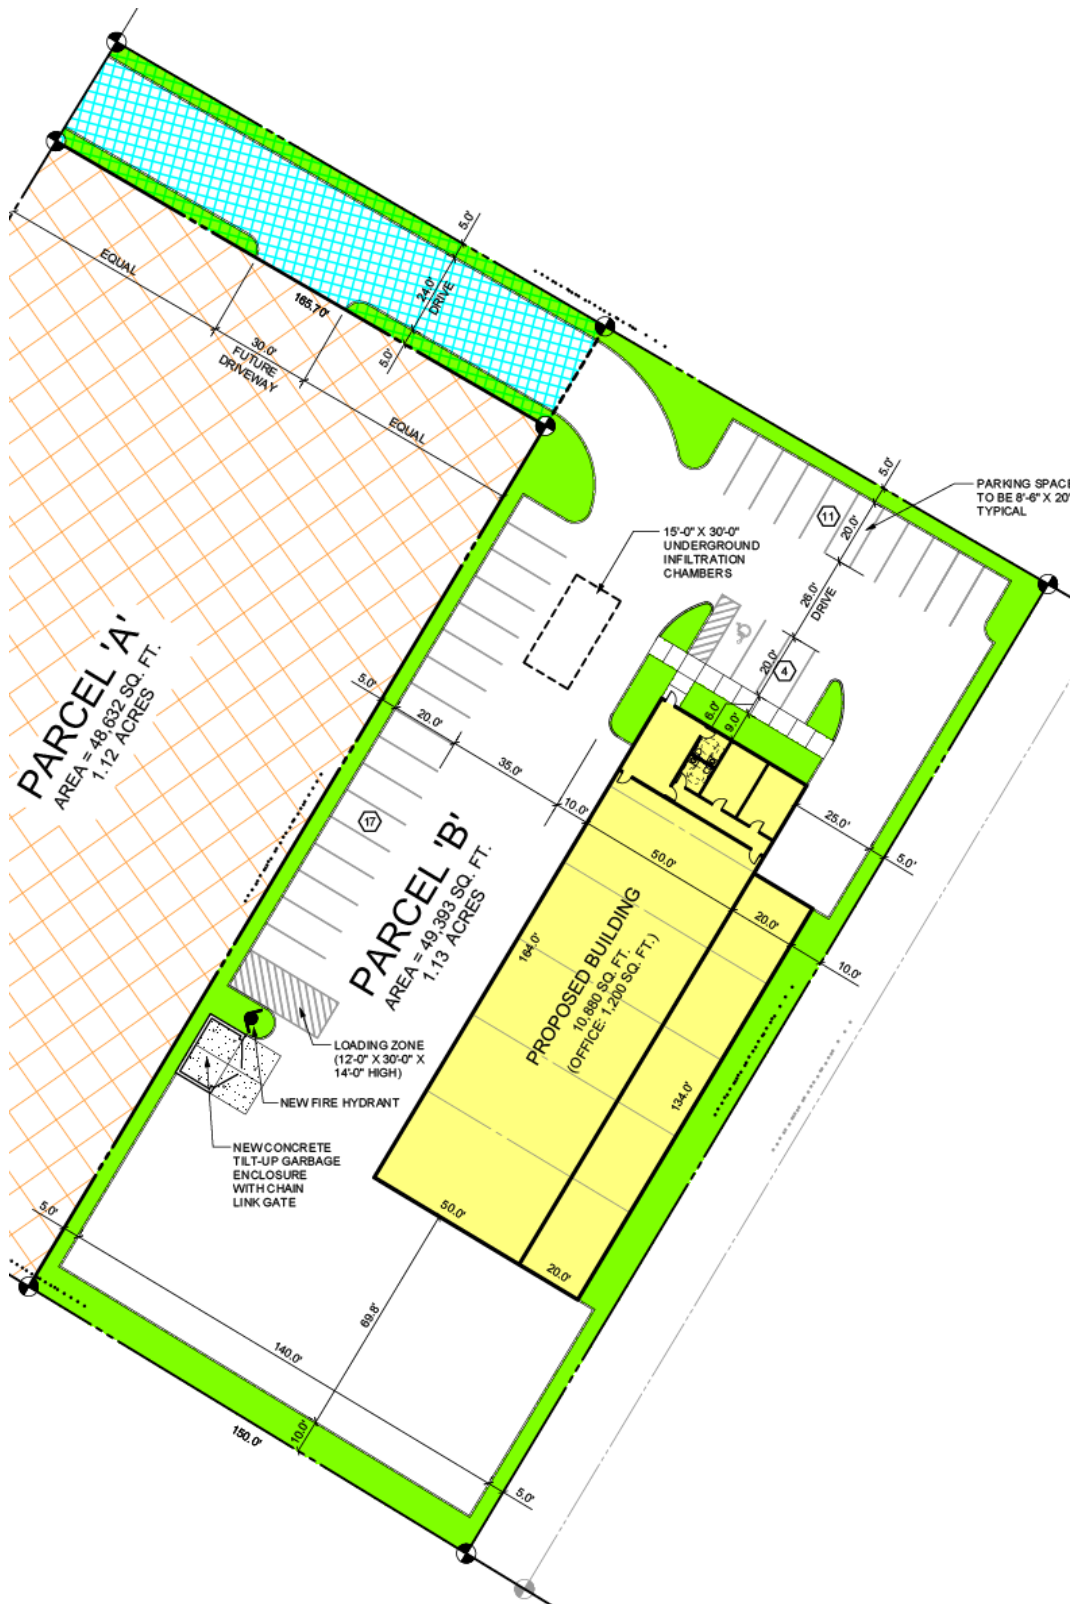 5.0'
EQUAL
165.70'
24.0'
DRIVE
5.0'
30.0'
FUTURE
DRIVEWAY
EQUAL
5.0'
PARKING SPACE
TO BE 8'-6" X 20'
TYPICAL
11
20.0'
15'-0" X 30'-0"
UNDERGROUND
INFILTRATION
CHAMBERS
26.0'
DRIVE
20.0'
4
PARCEL 'A'
AREA = 48,632 SQ. FT.
1.12 ACRES
5.0'
20.0'
35.0'
10.0'
6.0'
9.0'
50.0'
25.0'
5.0'
17
PARCEL 'B'
AREA = 49,393 SQ. FT.
1.13 ACRES
164.0'
PROPOSED BUILDING
10,880 SQ. FT.
(OFFICE: 1,200 SQ. FT.)
20.0'
10.0'
LOADING ZONE
(12'-0" X 30'-0" X
14'-0" HIGH)
NEW FIRE HYDRANT
134.0'
NEW CONCRETE
TILT-UP GARBAGE
ENCLOSURE
WITH CHAIN
LINK GATE
5.0'
50.0'
20.0'
69.8'
140.0'
10.0'
150.0'
5.0'